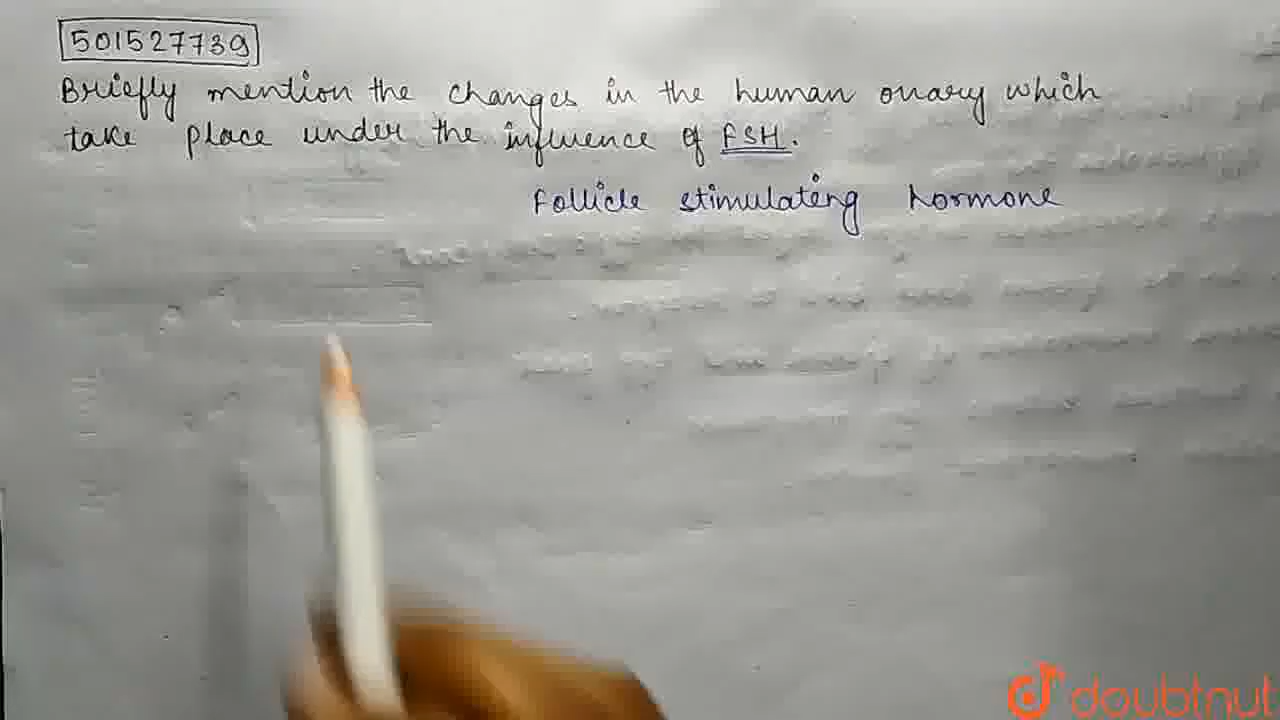 501527739
Briefly mention the changes in the human ovary which
take place under the influence of FSH.
Follicle stimulating hormone
doubtnut